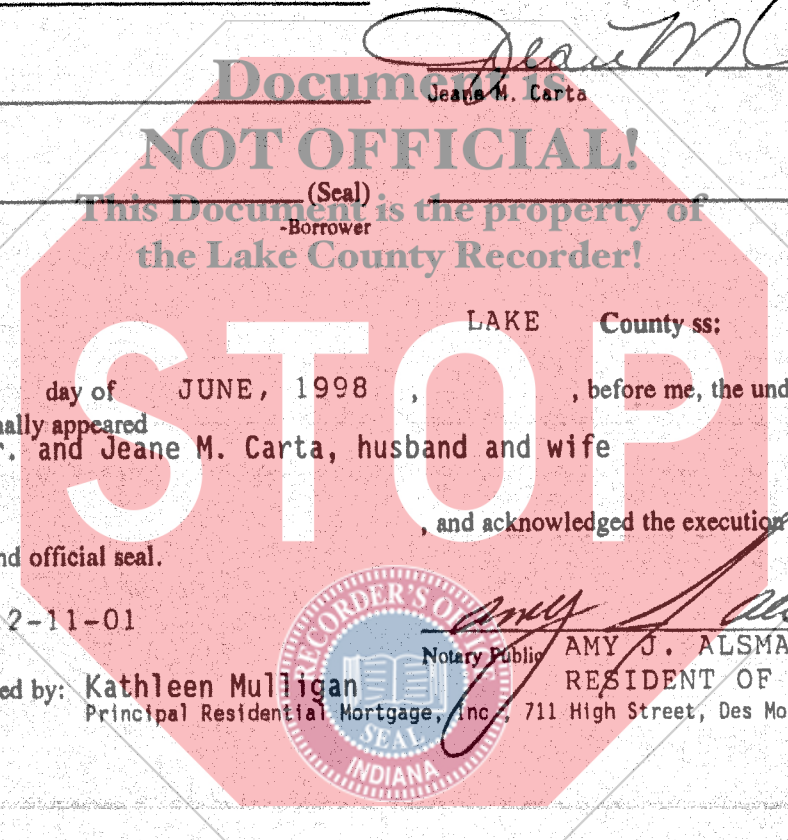 Jeane M. C
Document is
Jeane M. Carta
NOT OFFICIAL!
(Seal)
This Document is the property of
-Borrower
the Lake County Recorder!
LAKE County ss:
STOP
day of JUNE, 1998 , , before me, the und
nally appeared
r. and Jeane M. Carta, husband and wife
, and acknowledged the execution
nd official seal.
2-11-01
RECORDER'S OFFICE
Amy J. Als
Notary Public AMY J. ALSMA
ed by: Kathleen Mulligan RESIDENT OF
Principal Residential Mortgage, Inc., 711 High Street, Des Mo
SEAL
INDIANA